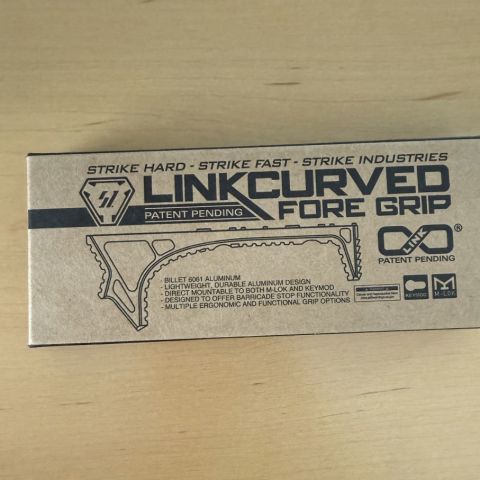 STRIKE HARD - STRIKE FAST - STRIKE INDUSTRIES
SI
LINKCURVED
PATENT PENDING
FORE GRIP
LINK
®
PATENT PENDING
- BILLET 6061 ALUMINUM
- LIGHTWEIGHT, DURABLE ALUMINUM DESIGN
- DIRECT MOUNTABLE TO BOTH M-LOK AND KEYMOD
- DESIGNED TO OFFER BARRICADE STOP FUNCTIONALITY
- MULTIPLE ERGONOMIC AND FUNCTIONAL GRIP OPTIONS
KEYMOD
M-LOK